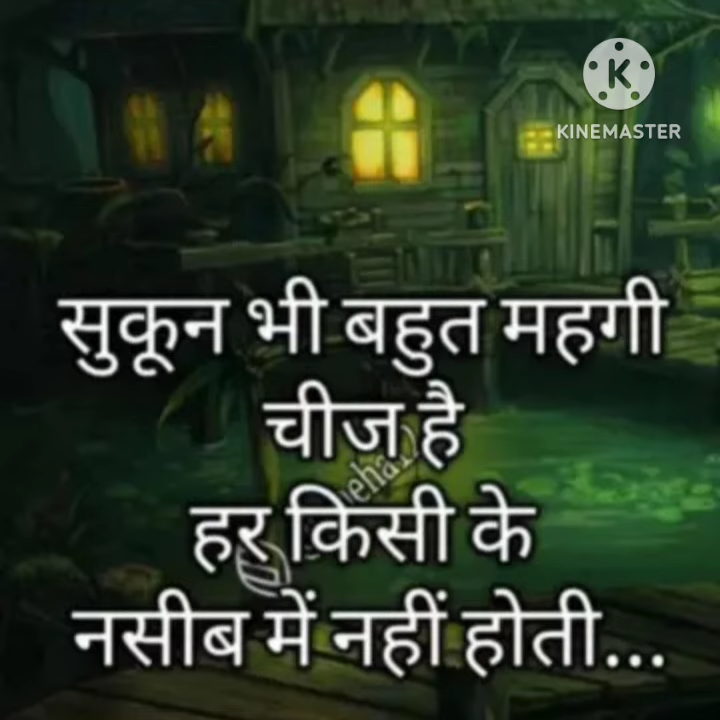 KINEMASTER
सुकून भी बहुत महगी
चीज है
हर किसी के
नसीब में नहीं होती...